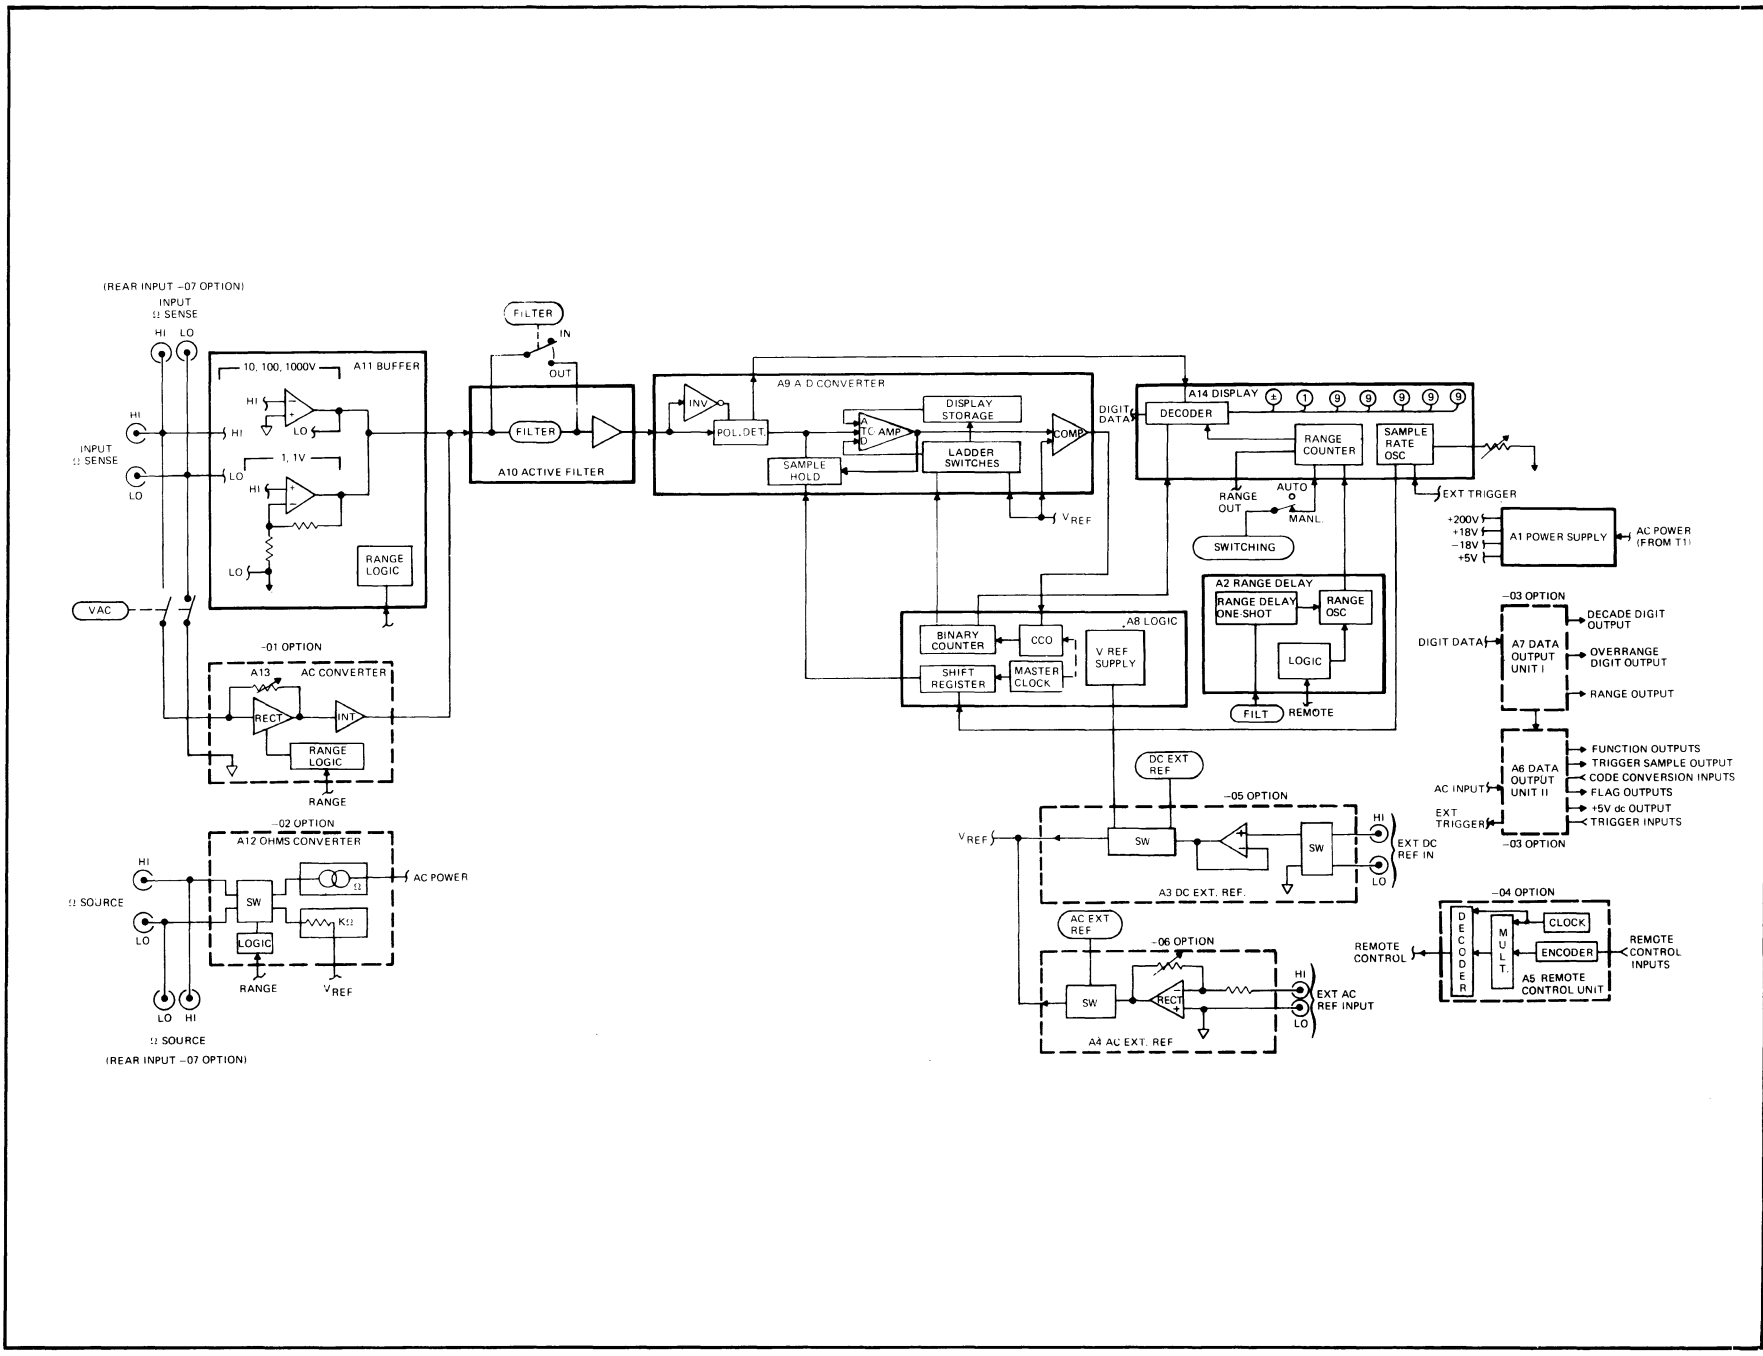 (REAR INPUT –07 OPTION)
INPUT
Ω SENSE
HI LO
HI
INPUT
Ω SENSE
LO
A11 BUFFER
10, 100, 1000V
HI
–
+
LO
HI
1, 1V
LO
HI
+
–
LO
RANGE
LOGIC
VAC
–01 OPTION
A13 AC CONVERTER
RECT
INT
RANGE
LOGIC
RANGE
–02 OPTION
A12 OHMS CONVERTER
HI
Ω SOURCE
LO
SW
LOGIC
Ω
KΩ
AC POWER
RANGE
VREF
LO HI
Ω SOURCE
(REAR INPUT –07 OPTION)
FILTER
IN
OUT
FILTER
A10 ACTIVE FILTER
A9 A D CONVERTER
INV
POL. DET.
SAMPLE
HOLD
A
TO AMP
D
DISPLAY
STORAGE
LADDER
SWITCHES
COMP
VREF
A8 LOGIC
BINARY
COUNTER
CCO
SHIFT
REGISTER
MASTER
CLOCK
V REF
SUPPLY
A14 DISPLAY
± 1 9 9 9 9 9
DIGIT
DATA
DECODER
RANGE
COUNTER
SAMPLE
RATE
OSC
RANGE
OUT
AUTO
MANL.
EXT TRIGGER
SWITCHING
A2 RANGE DELAY
RANGE DELAY
ONE-SHOT
RANGE
OSC
LOGIC
FILT
REMOTE
+200V
+18V
–18V
+5V
A1 POWER SUPPLY
AC POWER
(FROM T1)
–03 OPTION
DIGIT DATA
A7 DATA
OUTPUT
UNIT I
DECADE DIGIT
OUTPUT
OVERRANGE
DIGIT OUTPUT
RANGE OUTPUT
AC INPUT
EXT
TRIGGER
A6 DATA
OUTPUT
UNIT II
FUNCTION OUTPUTS
TRIGGER SAMPLE OUTPUT
CODE CONVERSION INPUTS
FLAG OUTPUTS
+5V dc OUTPUT
TRIGGER INPUTS
–03 OPTION
DC EXT
REF
–05 OPTION
VREF
SW
+
–
SW
HI
EXT DC
REF IN
LO
A3 DC EXT. REF.
AC EXT
REF
–06 OPTION
SW
RECT
–
+
HI
EXT AC
REF INPUT
LO
A4 AC EXT. REF
–04 OPTION
REMOTE
CONTROL
DECODER
MULT.
CLOCK
ENCODER
A5 REMOTE
CONTROL UNIT
REMOTE
CONTROL
INPUTS